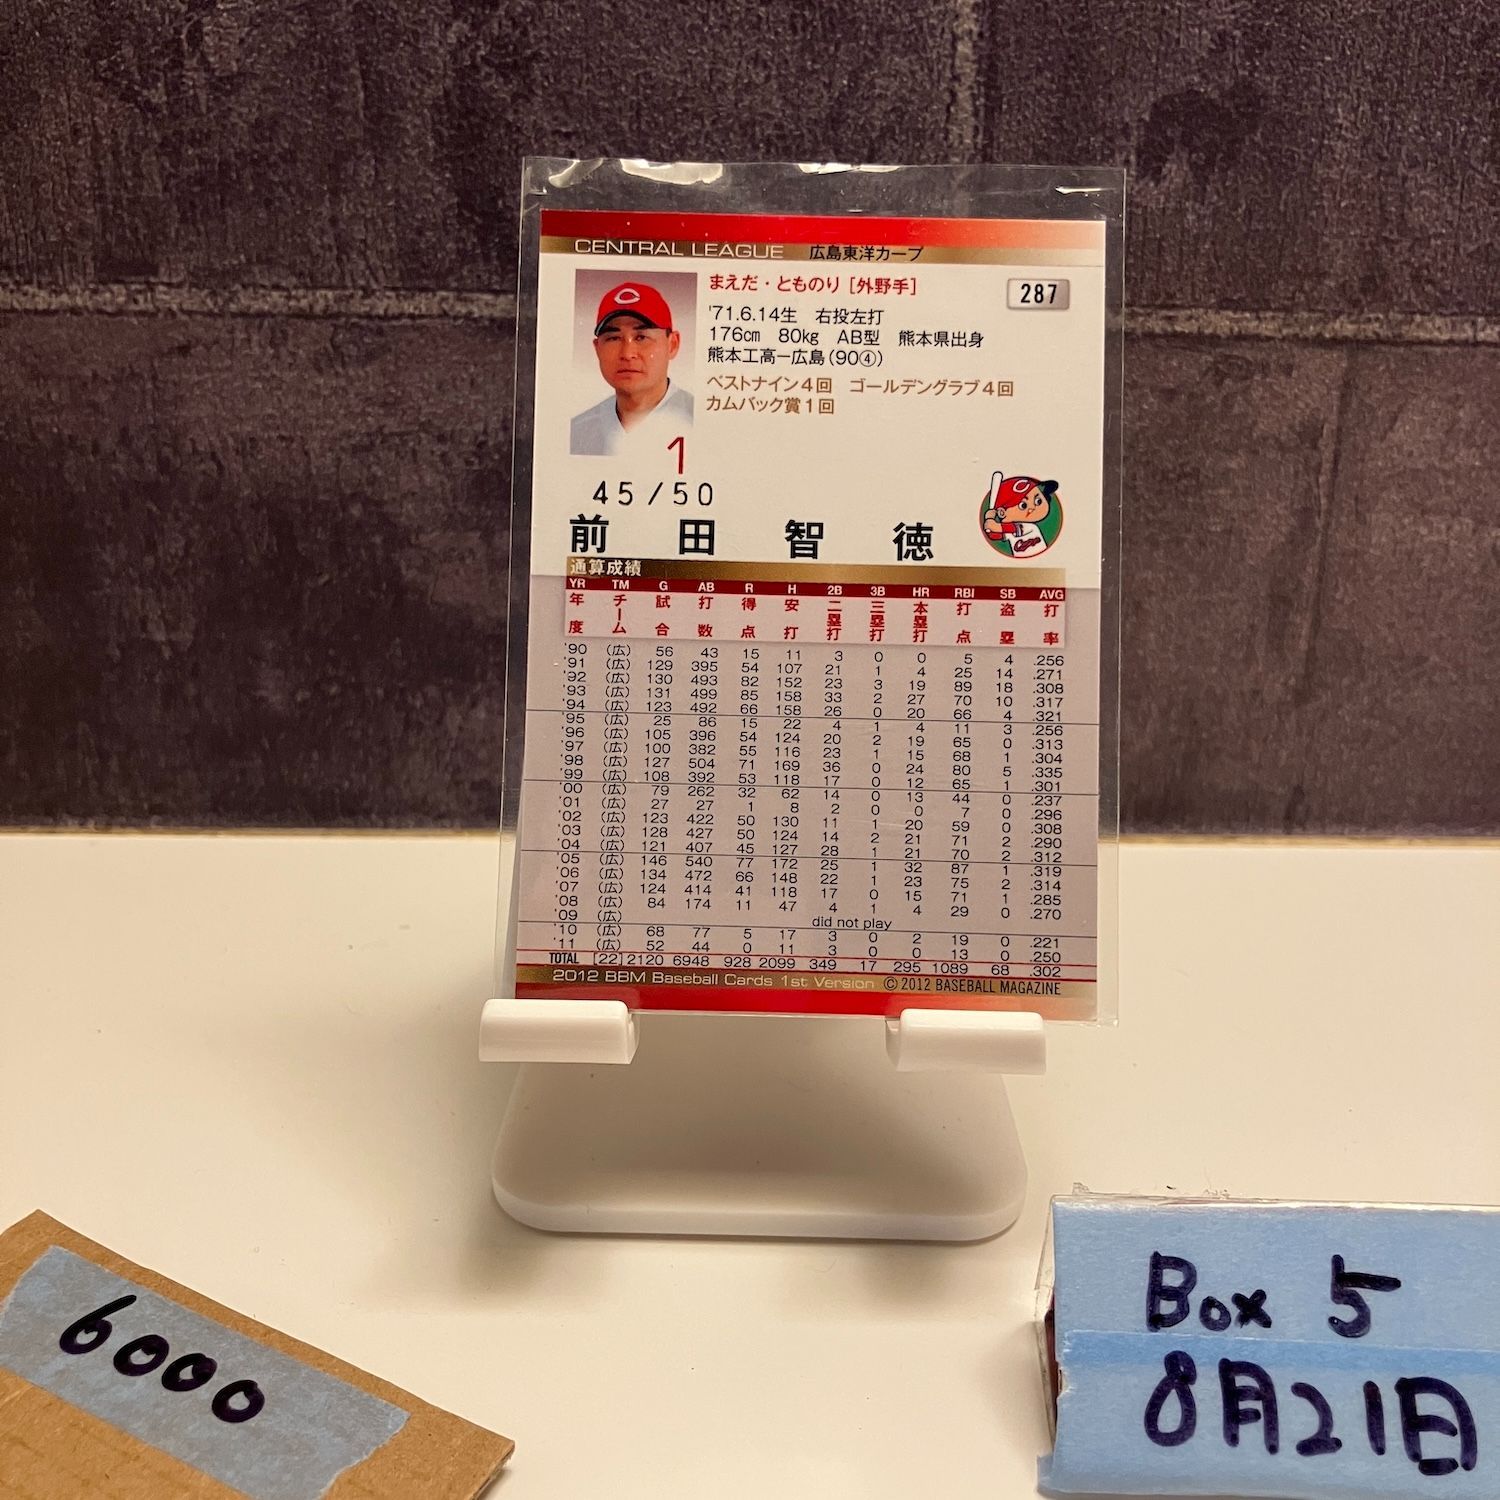 CENTRAL LEAGUE 広島東洋カープ
まえだ・とものり [外野手] 287
'71.6.14生 右投左打
176cm 80kg AB型 熊本県出身
熊本工高ー広島(90④)
ベストナイン4回 ゴールデングラブ4回
カムバック賞1回
1
45/50
前田智徳
通算成績
YR TM G AB R H 2B 3B HR RBI SB AVG
年度 チーム 試合 打数 得点 安打 二塁打 三塁打 本塁打 打点 盗塁 打率
'90 (広) 56 43 15 11 3 0 0 5 4 .256
'91 (広) 129 395 54 107 21 1 4 25 14 .271
'92 (広) 130 493 82 152 23 3 19 89 18 .308
'93 (広) 131 499 85 158 33 2 27 70 10 .317
'94 (広) 123 492 66 158 26 0 20 66 4 .321
'95 (広) 25 86 15 22 4 1 4 11 3 .256
'96 (広) 105 396 54 124 20 2 19 65 0 .313
'97 (広) 100 382 55 116 23 1 15 68 1 .304
'98 (広) 127 504 71 169 36 0 24 80 5 .335
'99 (広) 108 392 53 118 17 0 12 65 1 .301
'00 (広) 79 262 32 62 14 0 13 44 0 .237
'01 (広) 27 27 1 8 2 0 0 7 0 .296
'02 (広) 123 422 50 130 11 1 20 59 0 .308
'03 (広) 128 427 50 124 14 2 21 71 2 .290
'04 (広) 121 407 45 127 28 1 21 70 2 .312
'05 (広) 146 540 77 172 25 1 32 87 1 .319
'06 (広) 134 472 66 148 22 1 23 75 2 .314
'07 (広) 124 414 41 118 17 0 15 71 1 .285
'08 (広) 84 174 11 47 4 1 4 29 0 .270
'09 (広) did not play
'10 (広) 68 77 5 17 3 0 2 19 0 .221
'11 (広) 52 44 0 11 3 0 0 13 0 .250
TOTAL [22] 2120 6948 928 2099 349 17 295 1089 68 .302
2012 BBM Baseball Cards 1st Version © 2012 BASEBALL MAGAZINE
6000
Box 5
8月21日